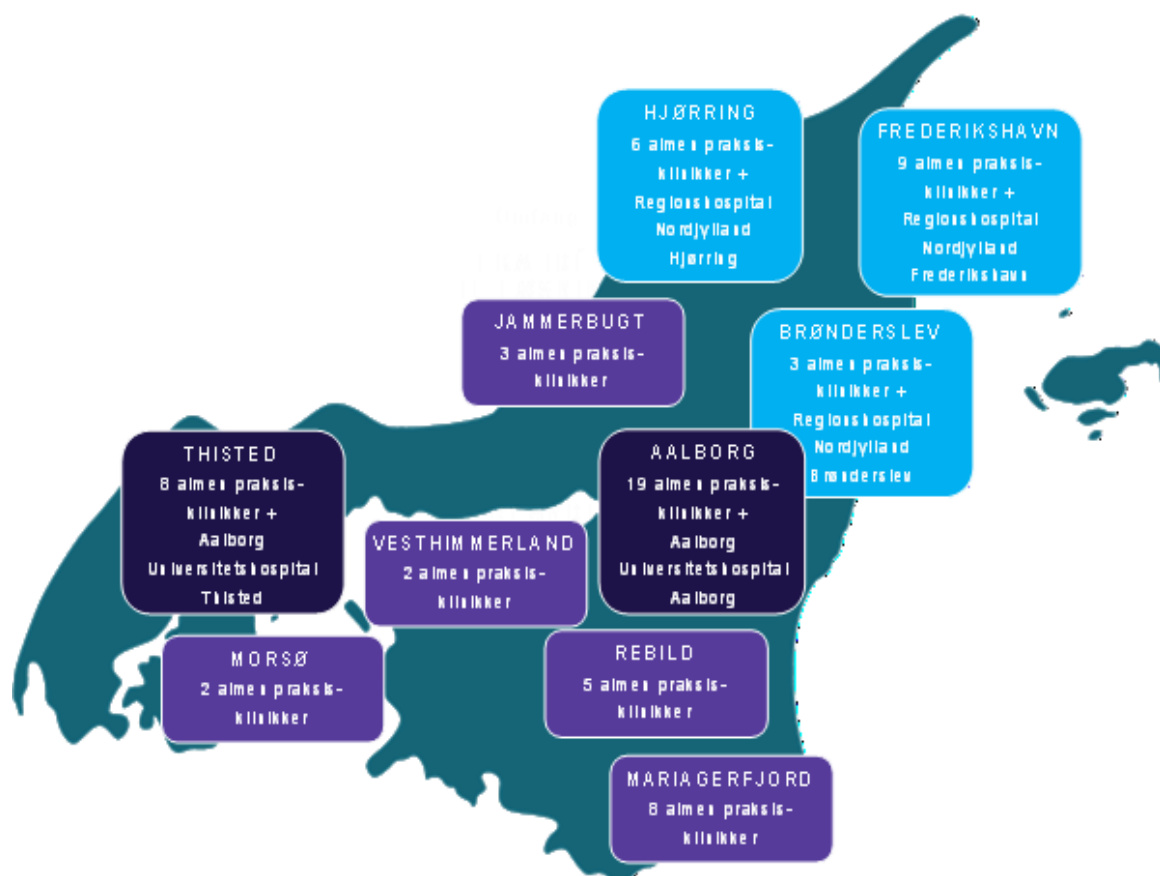 HJØRRING
6 almen praksis-
klinikker +
Regionshospital
Nordjylland
Hjørring
FREDERIKSHAVN
9 almen praksis-
klinikker +
Regionshospital
Nordjylland
Frederikshavn
JAMMERBUGT
3 almen praksis-
klinikker
BRØNDERSLEV
3 almen praksis-
klinikker +
Regionshospital
Nordjylland
Brønderslev
THISTED
8 almen praksis-
klinikker +
Aalborg
Universitetshospital
Thisted
AALBORG
19 almen praksis-
klinikker +
Aalborg
Universitetshospital
Aalborg
VESTHIMMERLAND
2 almen praksis-
klinikker
MORSØ
2 almen praksis-
klinikker
REBILD
5 almen praksis-
klinikker
MARIAGERFJORD
8 almen praksis-
klinikker